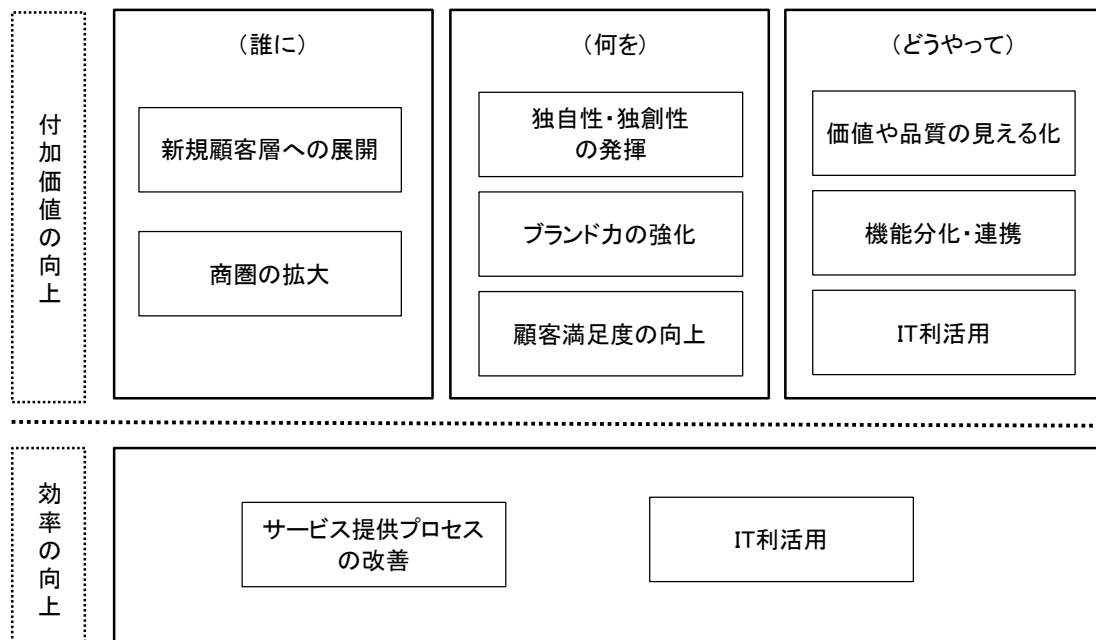 付加価値の向上
（誰に）
新規顧客層への展開
商圏の拡大
（何を）
独自性・独創性
の発揮
ブランド力の強化
顧客満足度の向上
（どうやって）
価値や品質の見える化
機能分化・連携
IT利活用
効率の向上
サービス提供プロセス
の改善
IT利活用